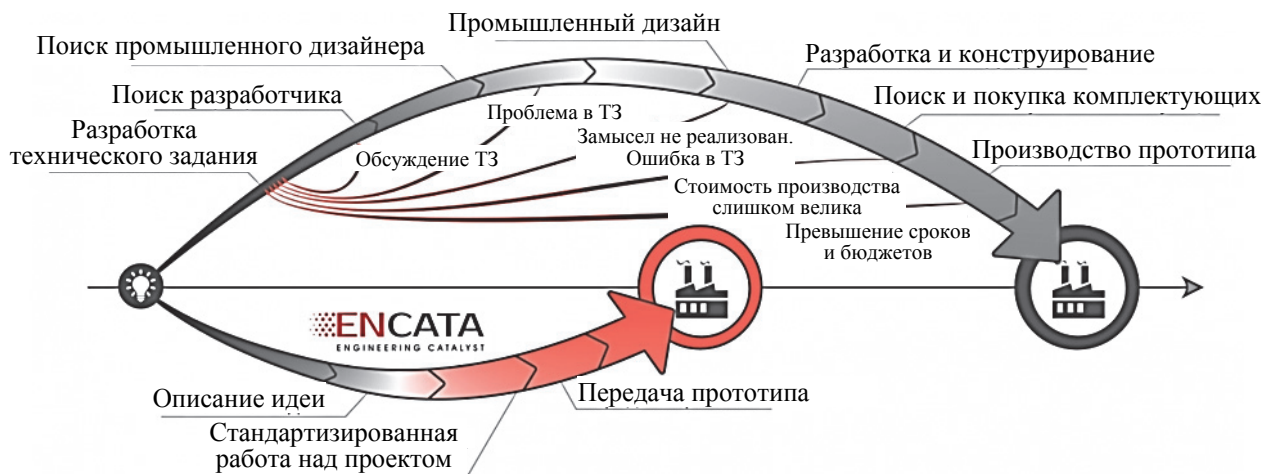 Промышленный дизайн
Поиск промышленного дизайнера
Разработка и конструирование
Поиск разработчика
Поиск и покупка комплектующих
Проблема в ТЗ
Разработка
технического задания
Замысел не реализован.
Ошибка в ТЗ
Обсуждение ТЗ
Производство прототипа
Стоимость производства
слишком велика
Превышение сроков
и бюджетов
ENCATA
ENGINEERING CATALYST
Описание идеи
Передача прототипа
Стандартизированная
работа над проектом